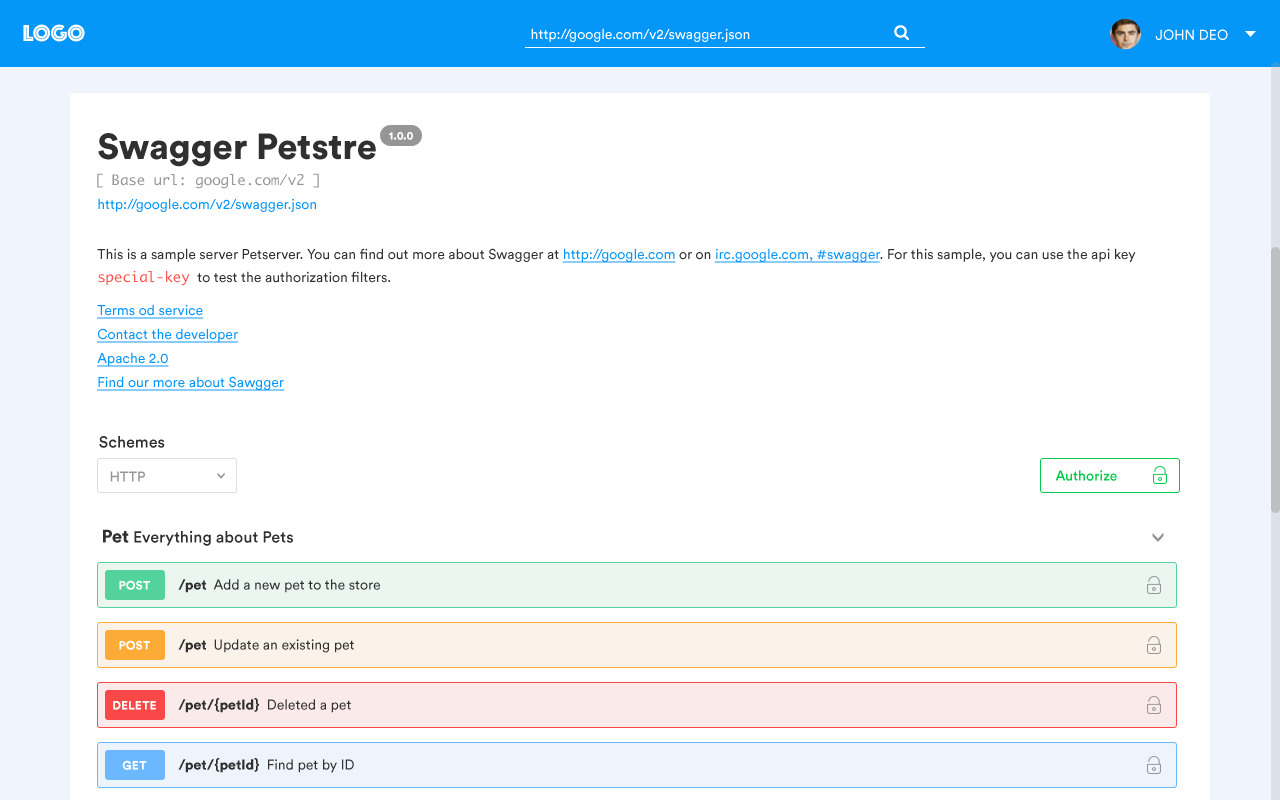 LOGO
http://google.com/v2/swagger.json
JOHN DEO
Swagger Petstre 1.0.0
[ Base url: google.com/v2 ]
http://google.com/v2/swagger.json
This is a sample server Petserver. You can find out more about Swagger at http://google.com or on irc.google.com, #swagger. For this sample, you can use the api key
special-key to test the authorization filters.
Terms od service
Contact the developer
Apache 2.0
Find our more about Sawgger
Schemes
HTTP
Authorize
Pet Everything about Pets
POST /pet Add a new pet to the store
POST /pet Update an existing pet
DELETE /pet/{petId} Deleted a pet
GET /pet/{petId} Find pet by ID